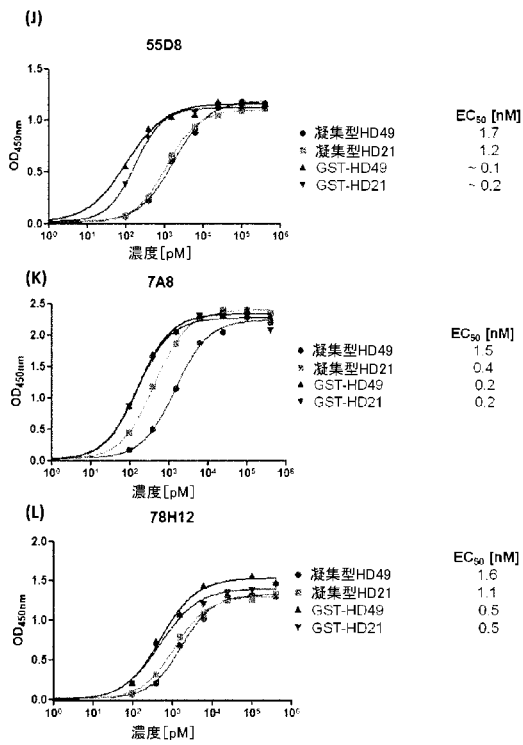 (J)
55D8
1.5
1.0
0.5
0.0
OD450nm
10⁰ 10¹ 10² 10³ 10⁴ 10⁵ 10⁶
濃度[pM]
EC50 [nM]
凝集型HD49 1.7
凝集型HD21 1.2
GST-HD49 ~ 0.1
GST-HD21 ~ 0.2
(K)
7A8
2.5
2.0
1.5
1.0
0.5
0.0
OD450nm
10⁰ 10¹ 10² 10³ 10⁴ 10⁵ 10⁶
濃度[pM]
EC50 [nM]
凝集型HD49 1.5
凝集型HD21 0.4
GST-HD49 0.2
GST-HD21 0.2
(L)
78H12
2.0
1.5
1.0
0.5
0.0
OD450nm
10⁰ 10¹ 10² 10³ 10⁴ 10⁵ 10⁶
濃度[pM]
EC50 [nM]
凝集型HD49 1.6
凝集型HD21 1.1
GST-HD49 0.5
GST-HD21 0.5